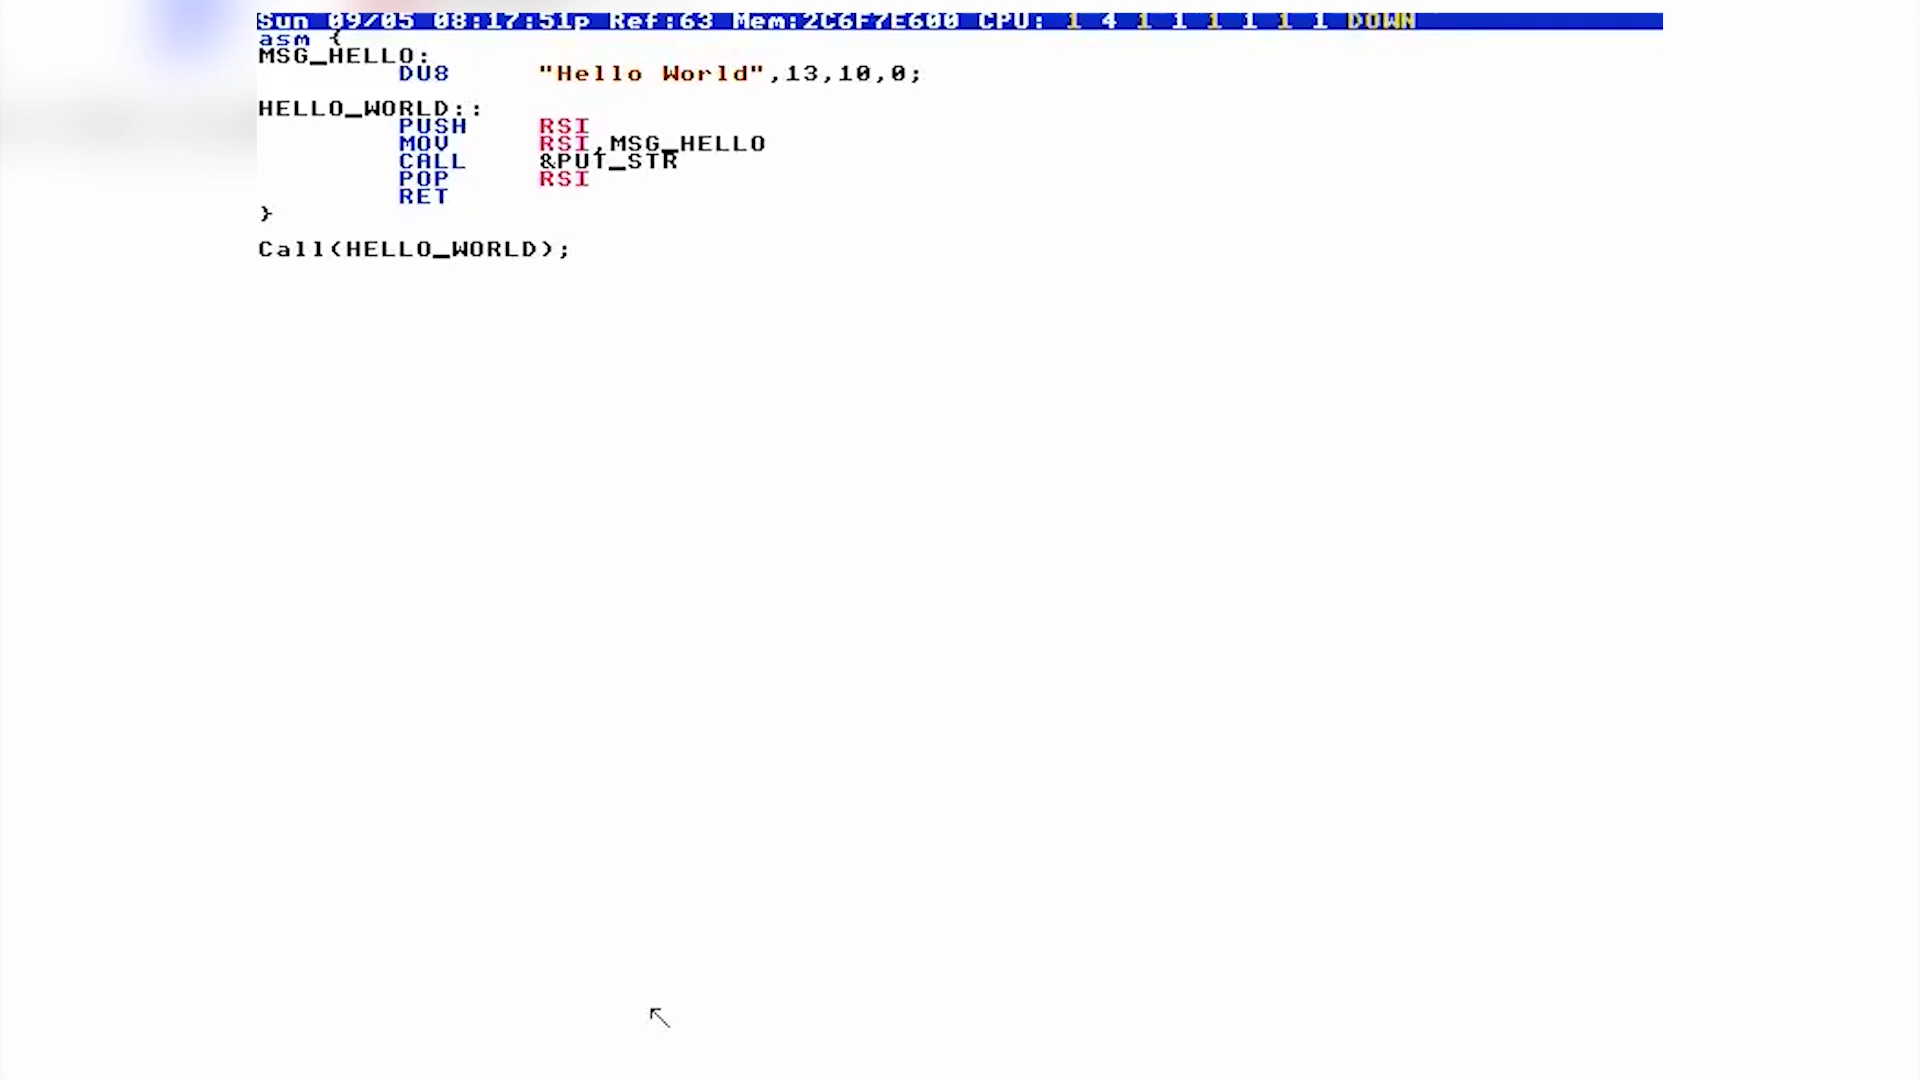 Sun 09/05 08:17:51p Ref:63 Mem:2C6F7E600 CPU: 1 4 1 1 1 1 1 1 DOWN
asm {
MSG_HELLO:
DU8 "Hello World",13,10,0;
HELLO_WORLD::
PUSH RSI
MOV RSI,MSG_HELLO
CALL &PUT_STR
POP RSI
RET
}
Call(HELLO_WORLD);